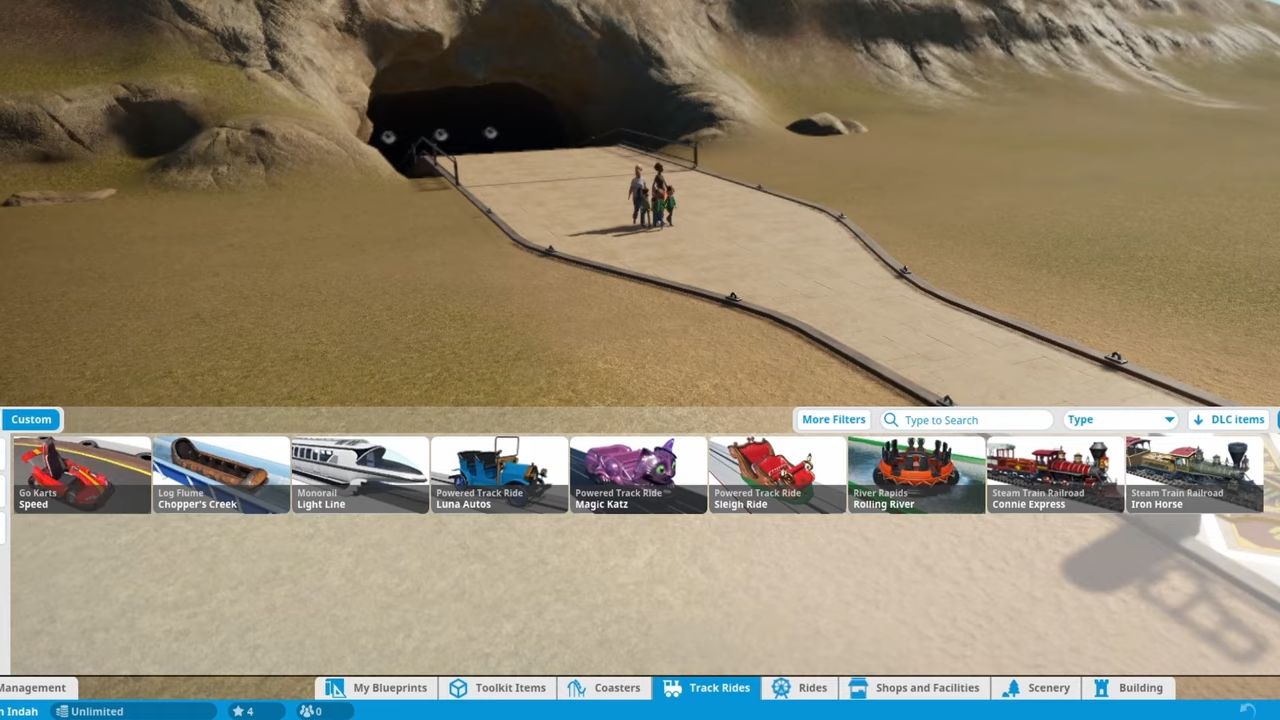 Custom
More Filters
Type to Search
Type
DLC items
Go Karts
Speed
Log Flume
Chopper's Creek
Monorail
Light Line
Powered Track Ride
Luna Autos
Powered Track Ride
Magic Katz
Powered Track Ride
Sleigh Ride
River Rapids
Rolling River
Steam Train Railroad
Connie Express
Steam Train Railroad
Iron Horse
Management
My Blueprints
Toolkit Items
Coasters
Track Rides
Rides
Shops and Facilities
Scenery
Building
Indah
Unlimited
4
0